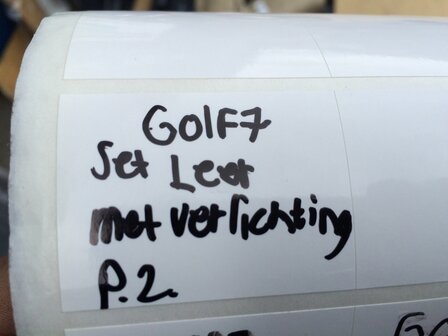 Golf7
Set Leer
met verlichting
P.2.